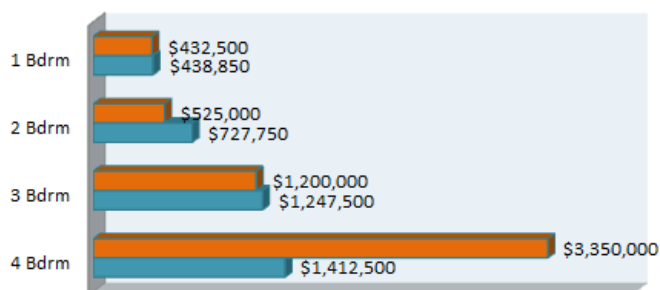 1 Bdrm
$432,500
$438,850
2 Bdrm
$525,000
$727,750
3 Bdrm
$1,200,000
$1,247,500
4 Bdrm
$3,350,000
$1,412,500